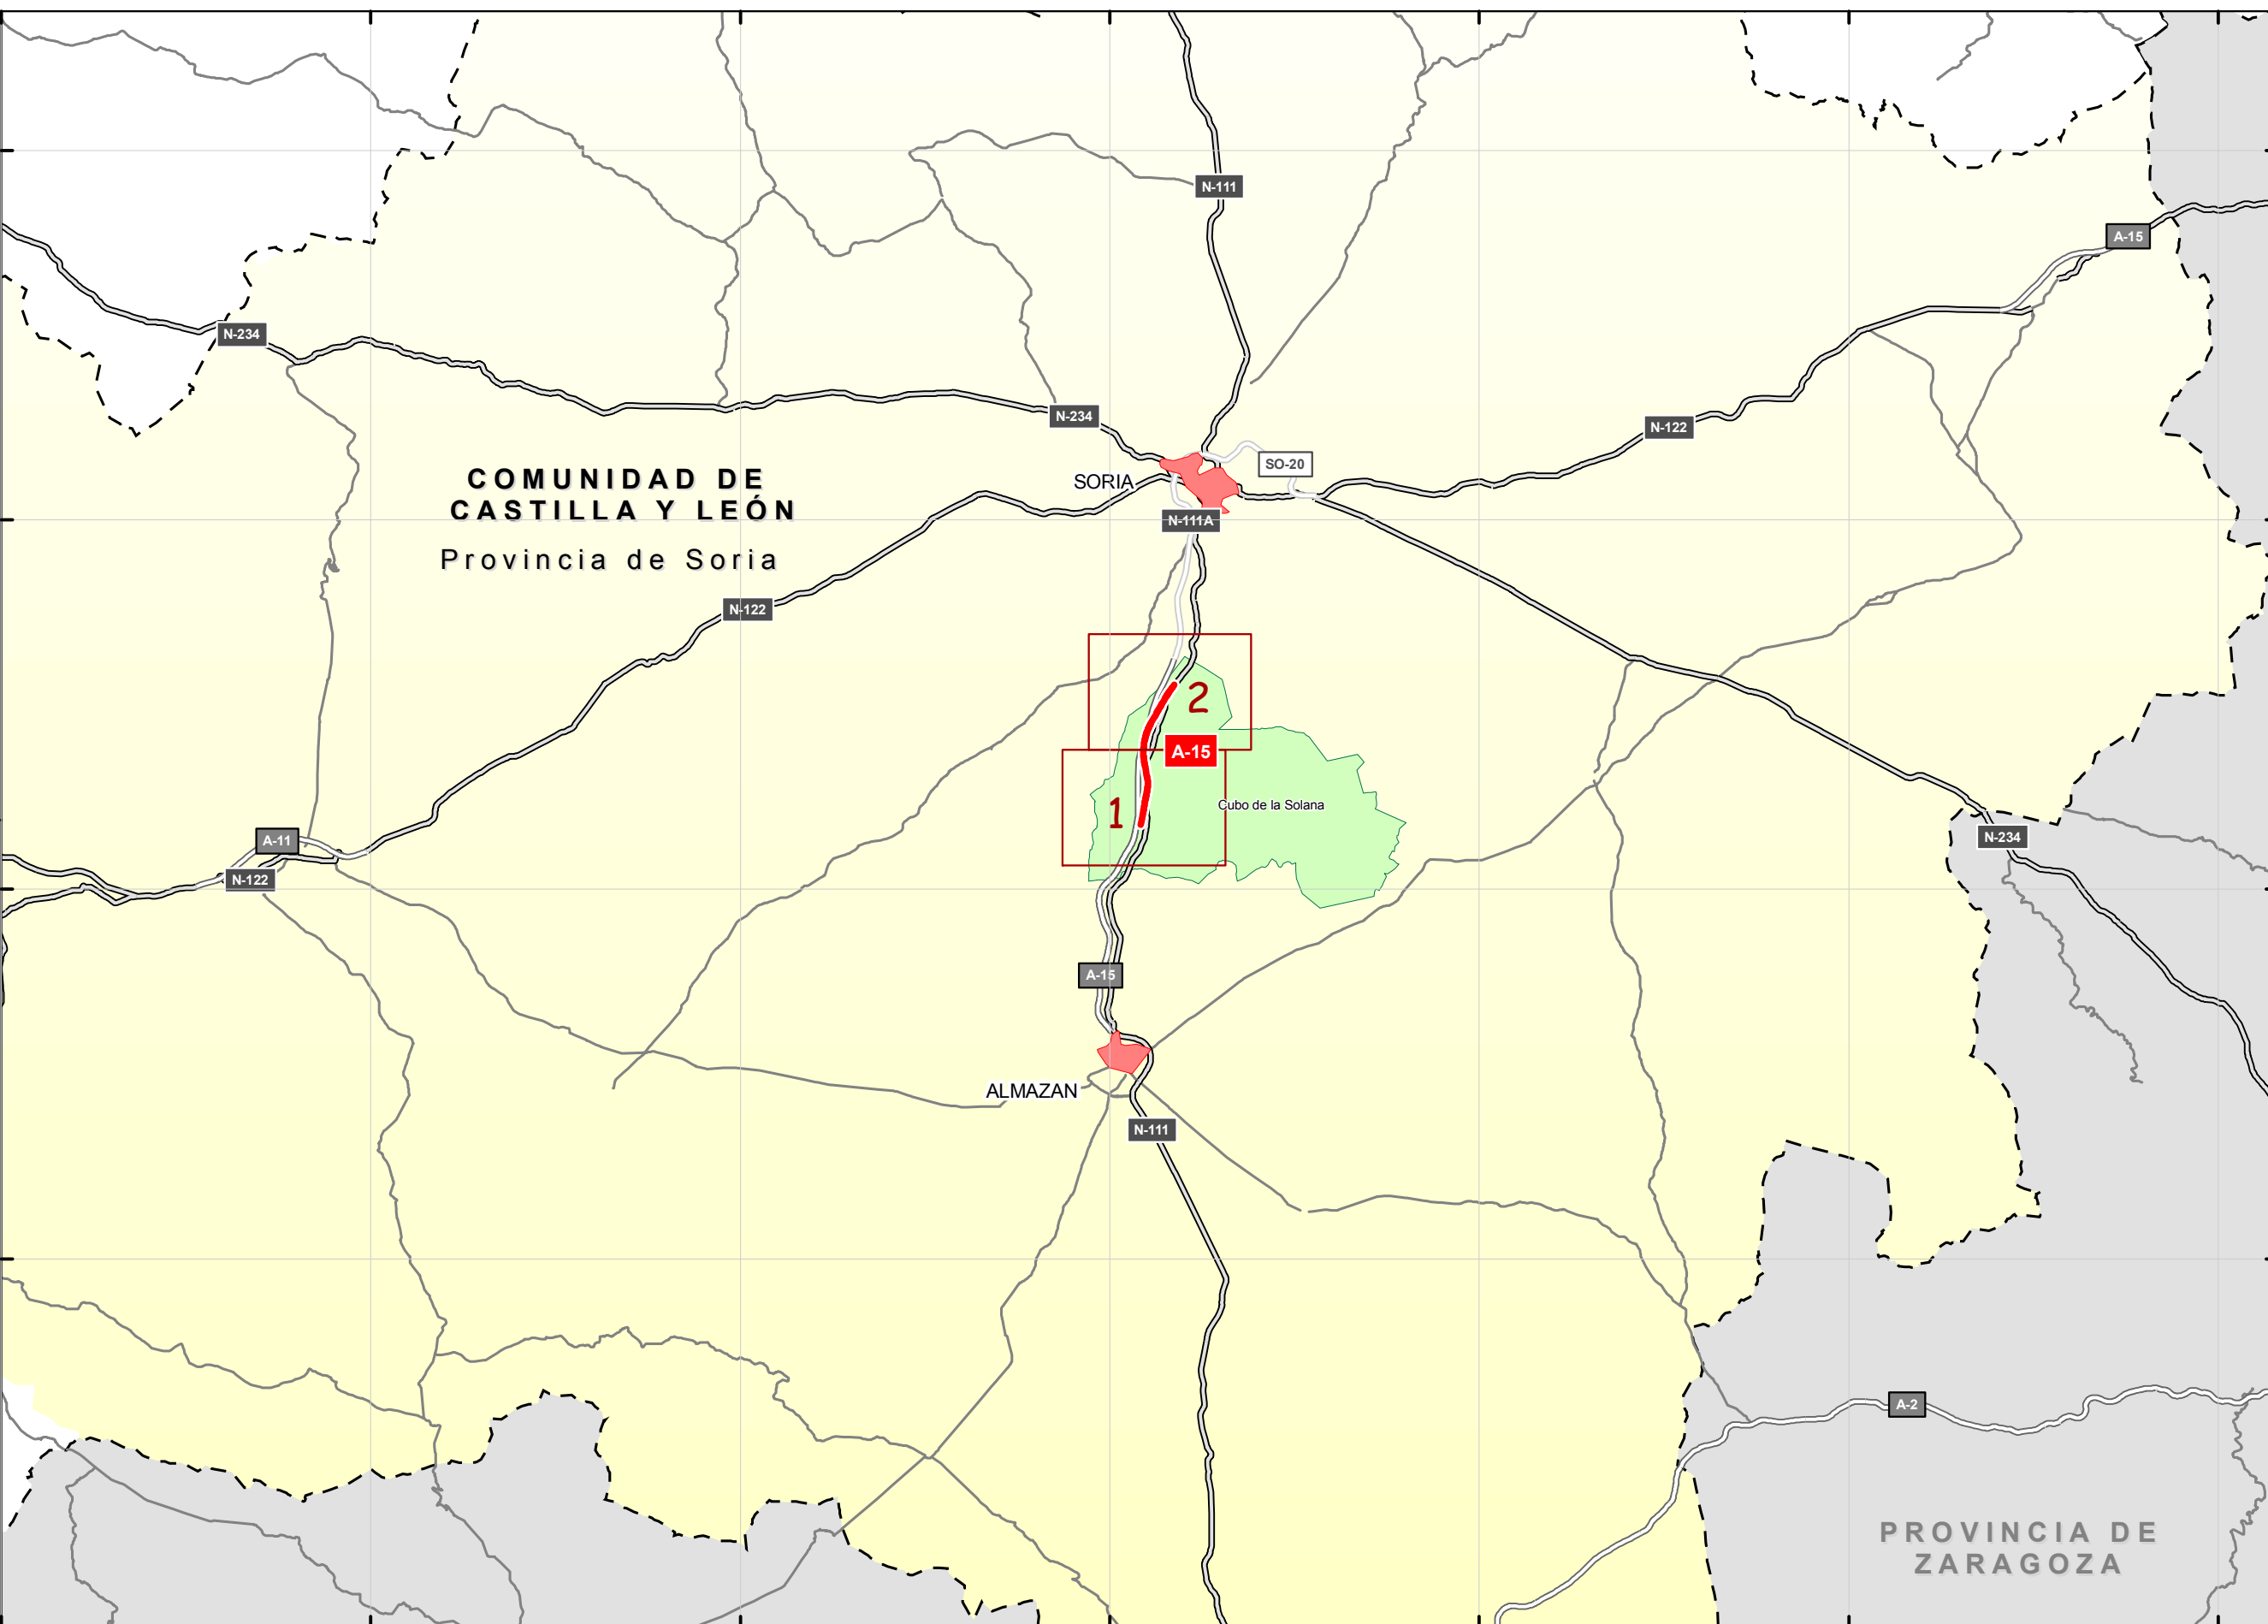 N-111
A-15
N-234
N-234
N-122
SO-20
SORIA
COMUNIDAD DE
CASTILLA Y LEÓN
N-111A
Provincia de Soria
N-122
2
A-15
Cubo de la Solana
1
A-11
N-234
N-122
A-15
ALMAZAN
N-111
A-2
PROVINCIA DE
ZARAGOZA